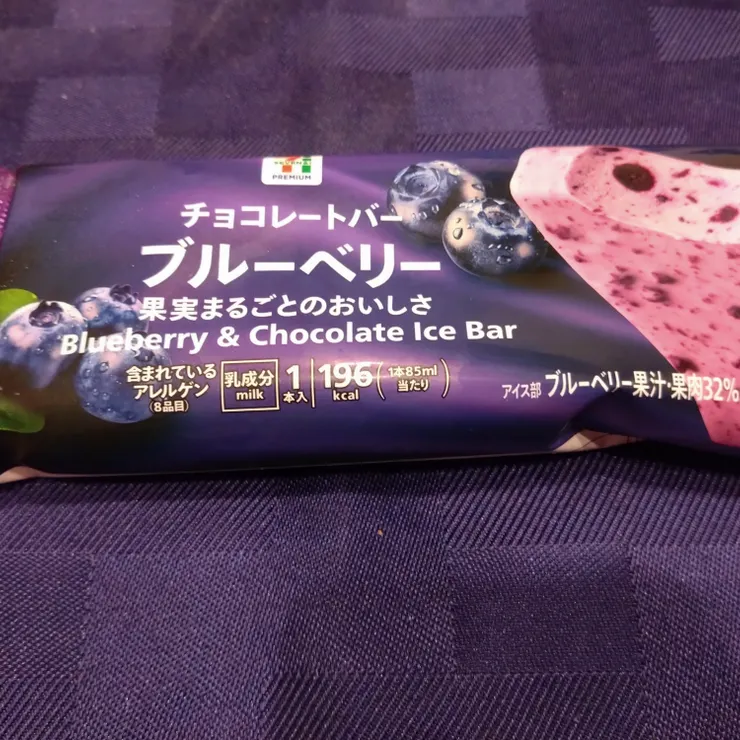 PREMIUM
チョコレートバー
ブルーベリー
果実まるごとのおいしさ
Blueberry & Chocolate Ice Bar
含まれている
アレルゲン
(8品目)
乳成分
milk
1
本入
196
kcal
(1本85ml
当たり)
アイス部 ブルーベリー果汁・果肉32%